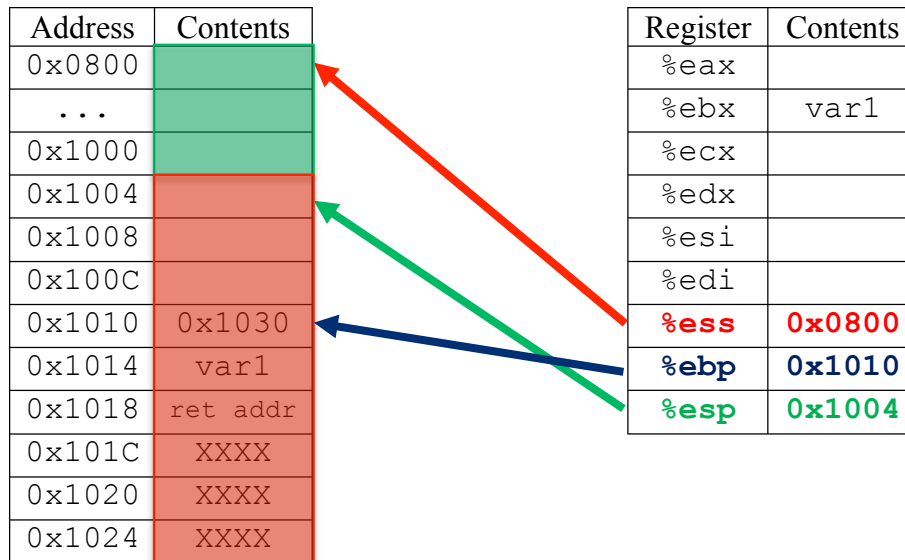 Address Contents
0x0800
...
0x1000
0x1004
0x1008
0x100C
0x1010 0x1030
0x1014 var1
0x1018 ret addr
0x101C XXXX
0x1020 XXXX
0x1024 XXXX
Register Contents
%eax
%ebx var1
%ecx
%edx
%esi
%edi
%ess 0x0800
%ebp 0x1010
%esp 0x1004